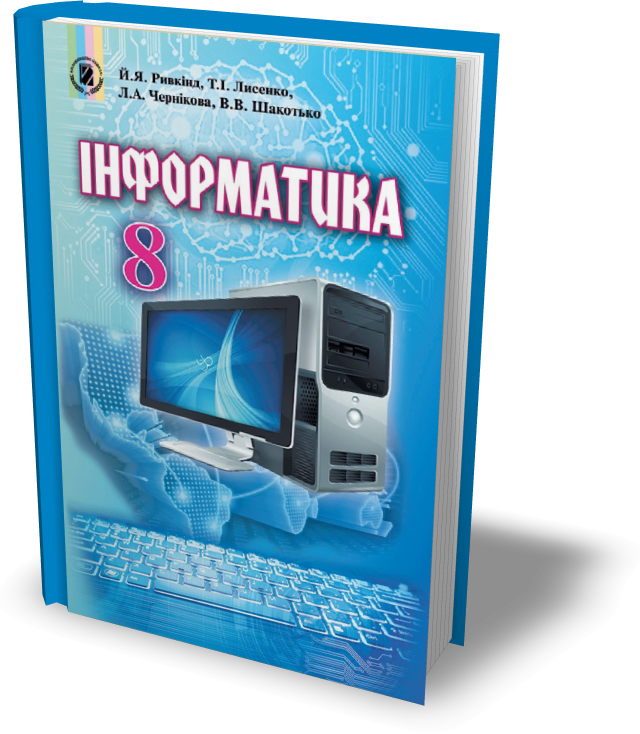 Й.Я. Ривкінд, Т.І. Лисенко,
Л.А. Чернікова, В.В. Шакотько
ІНФОРМАТИКА
8